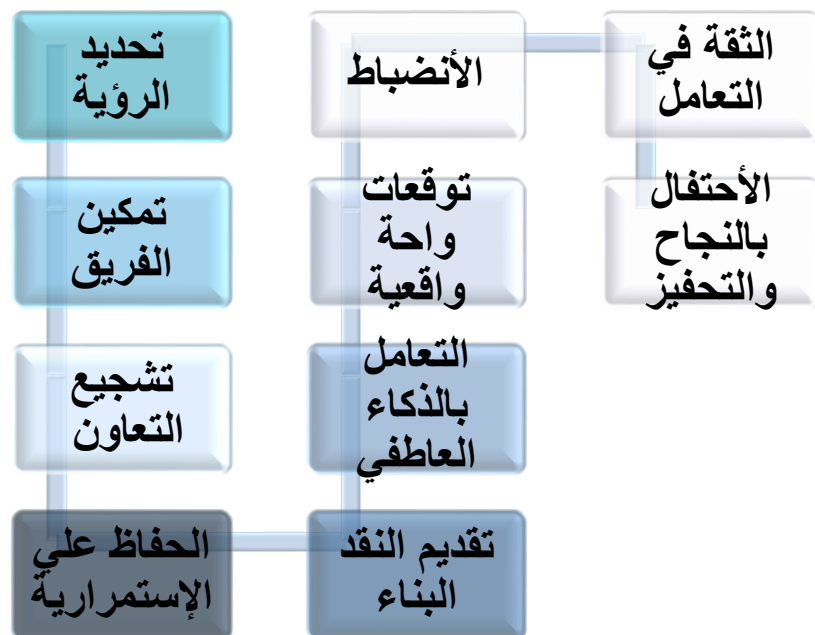 تحديد
الرؤية
تمكين
الفريق
تشجيع
التعاون
الحفاظ علي
الإستمرارية
تقديم النقد
البناء
التعامل
بالذكاء
العاطفي
توقعات
واحة
واقعية
الأنضباط
الثقة في
التعامل
الأحتفال
بالنجاح
والتحفيز